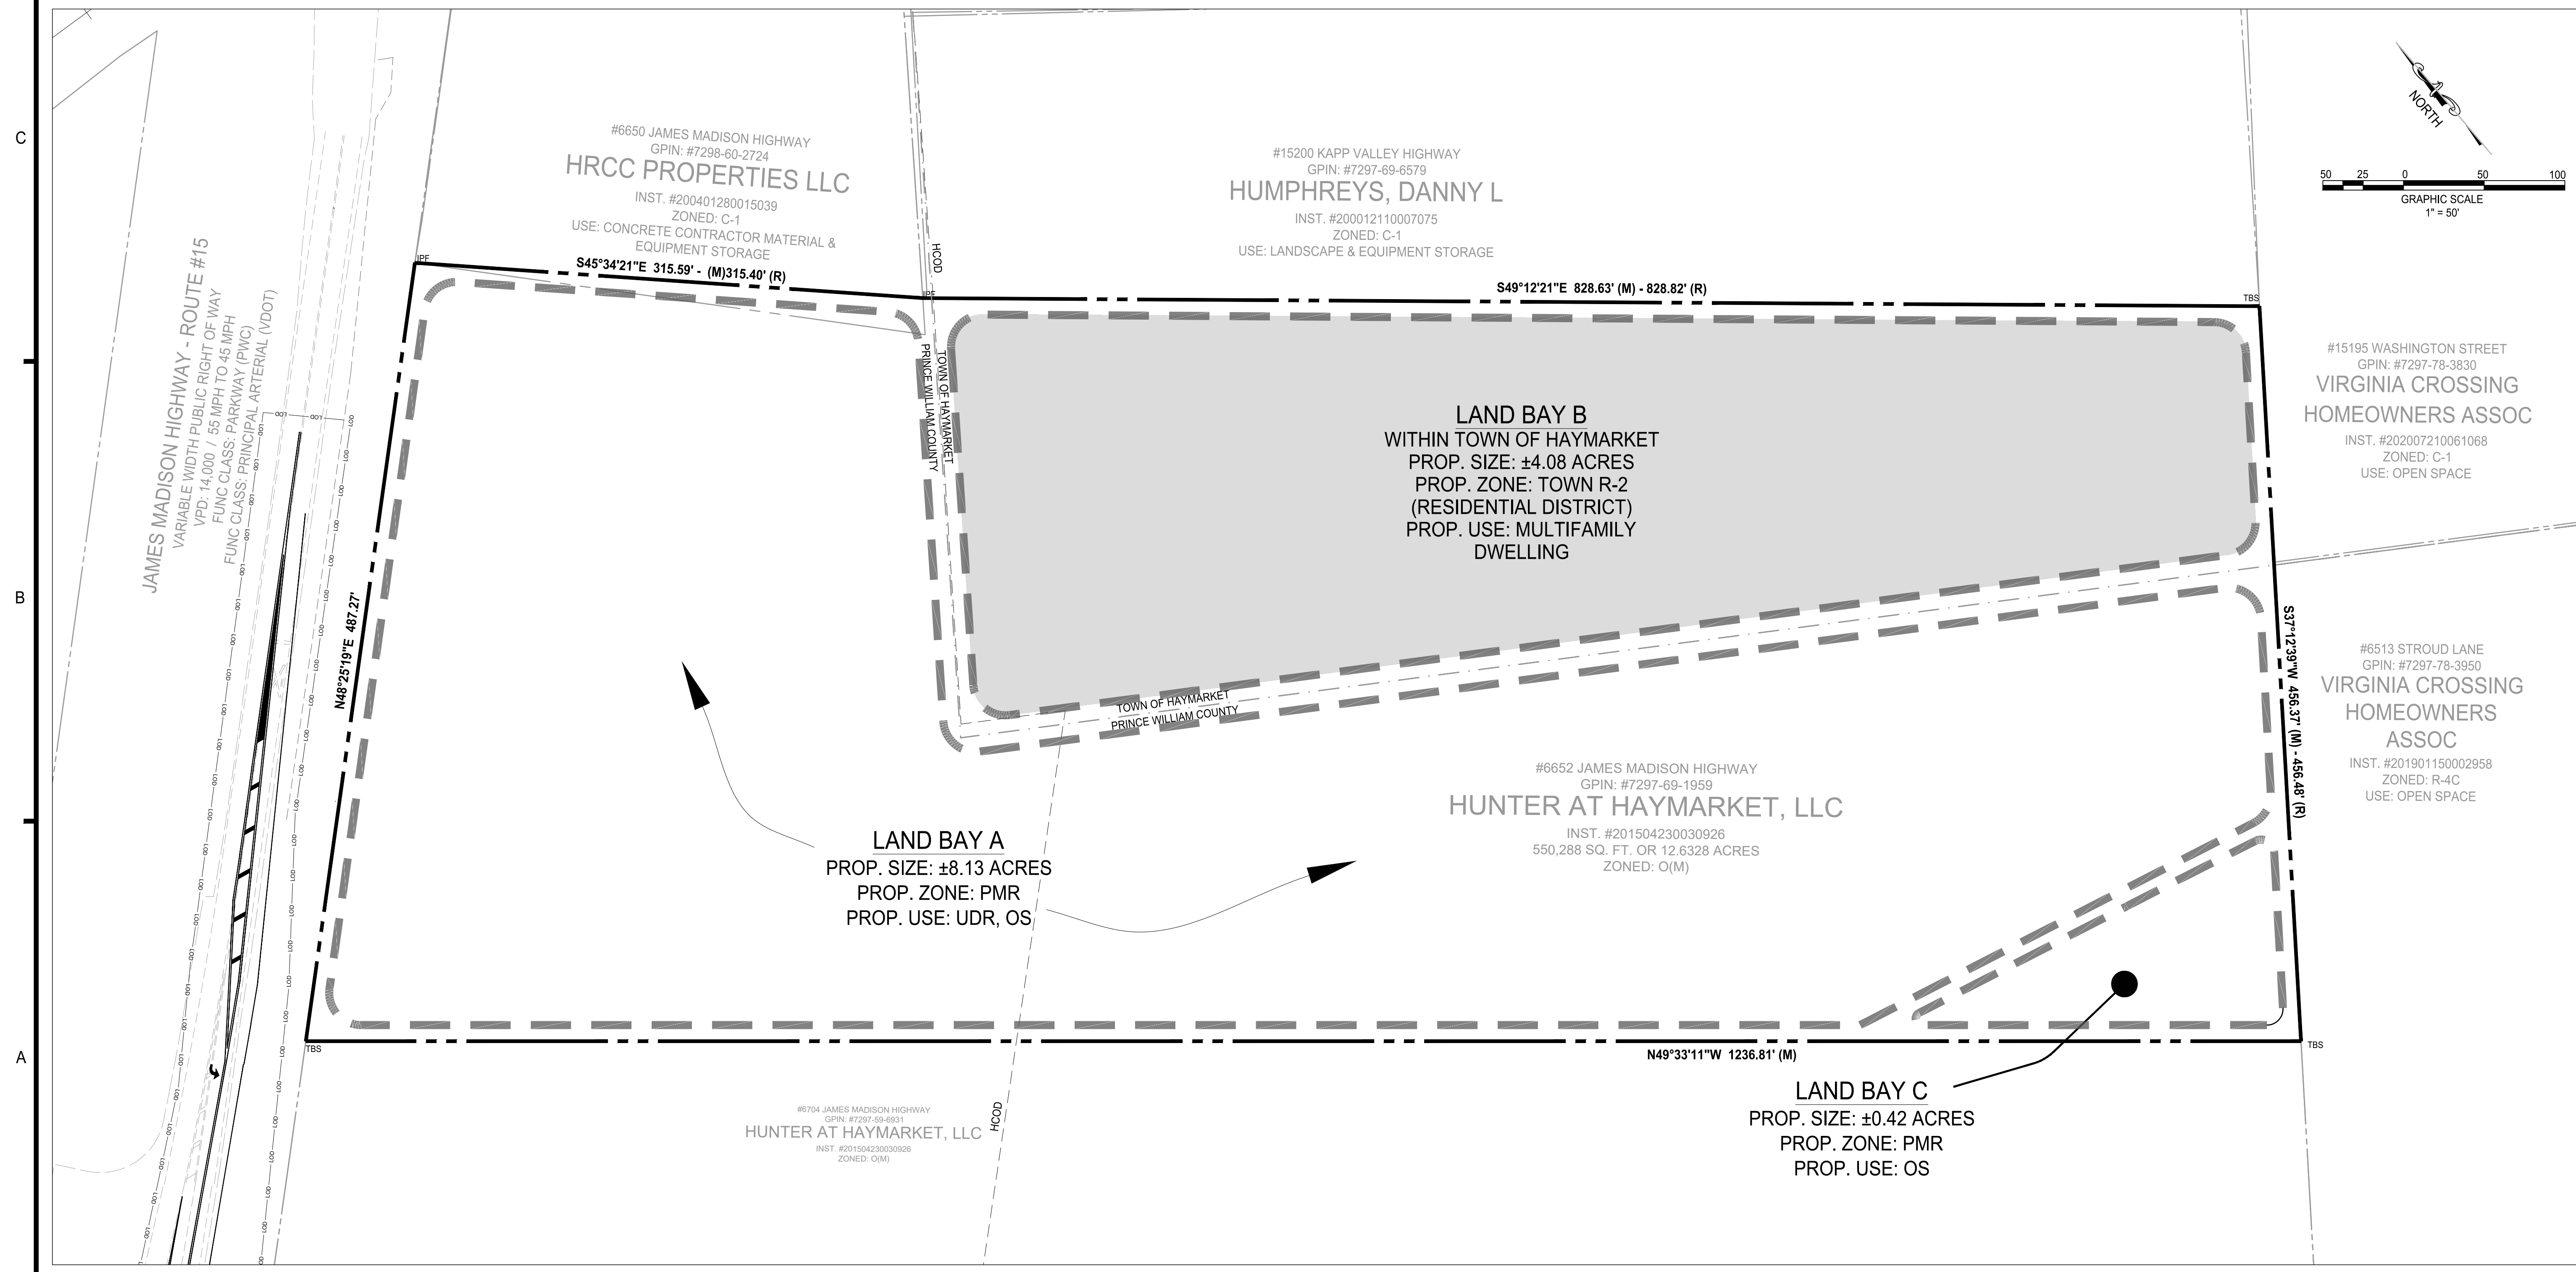 C
B
A
JAMES MADISON HIGHWAY - ROUTE #15
VARIABLE WIDTH PUBLIC RIGHT OF WAY
VPD: 14,000 / 55 MPH TO 45 MPH
FUNC CLASS: PARKWAY (PWC)
FUNC CLASS: PRINCIPAL ARTERIAL (VDOT)
#6650 JAMES MADISON HIGHWAY
GPIN: #7298-60-2724
HRCC PROPERTIES LLC
INST. #200401280015039
ZONED: C-1
USE: CONCRETE CONTRACTOR MATERIAL &
EQUIPMENT STORAGE
IPF
S45°34'21"E 315.59' - (M)315.40' (R)
HCOD
IPF
#15200 KAPP VALLEY HIGHWAY
GPIN: #7297-69-6579
HUMPHREYS, DANNY L
INST. #200012110007075
ZONED: C-1
USE: LANDSCAPE & EQUIPMENT STORAGE
S49°12'21"E 828.63' (M) - 828.82' (R)
TBS
NORTH
50 25 0 50 100
GRAPHIC SCALE
1" = 50'
#15195 WASHINGTON STREET
GPIN: #7297-78-3830
VIRGINIA CROSSING
HOMEOWNERS ASSOC
INST. #202007210061068
ZONED: C-1
USE: OPEN SPACE
TOWN OF HAYMARKET
PRINCE WILLIAM COUNTY
LAND BAY B
WITHIN TOWN OF HAYMARKET
PROP. SIZE: ±4.08 ACRES
PROP. ZONE: TOWN R-2
(RESIDENTIAL DISTRICT)
PROP. USE: MULTIFAMILY
DWELLING
N48°25'19"E 487.27'
TOWN OF HAYMARKET
PRINCE WILLIAM COUNTY
S37°12'39"W 456.37' (M) - 456.48' (R)
#6513 STROUD LANE
GPIN: #7297-78-3950
VIRGINIA CROSSING
HOMEOWNERS
ASSOC
INST. #201901150002958
ZONED: R-4C
USE: OPEN SPACE
#6652 JAMES MADISON HIGHWAY
GPIN: #7297-69-1959
HUNTER AT HAYMARKET, LLC
INST. #201504230030926
550,288 SQ. FT. OR 12.6328 ACRES
ZONED: O(M)
LAND BAY A
PROP. SIZE: ±8.13 ACRES
PROP. ZONE: PMR
PROP. USE: UDR, OS
TBS
N49°33'11"W 1236.81' (M)
TBS
LAND BAY C
PROP. SIZE: ±0.42 ACRES
PROP. ZONE: PMR
PROP. USE: OS
#6704 JAMES MADISON HIGHWAY
GPIN: #7297-59-6931
HUNTER AT HAYMARKET, LLC
INST. #201504230030926
ZONED: O(M)
HCOD
LOD
LOD
LOD